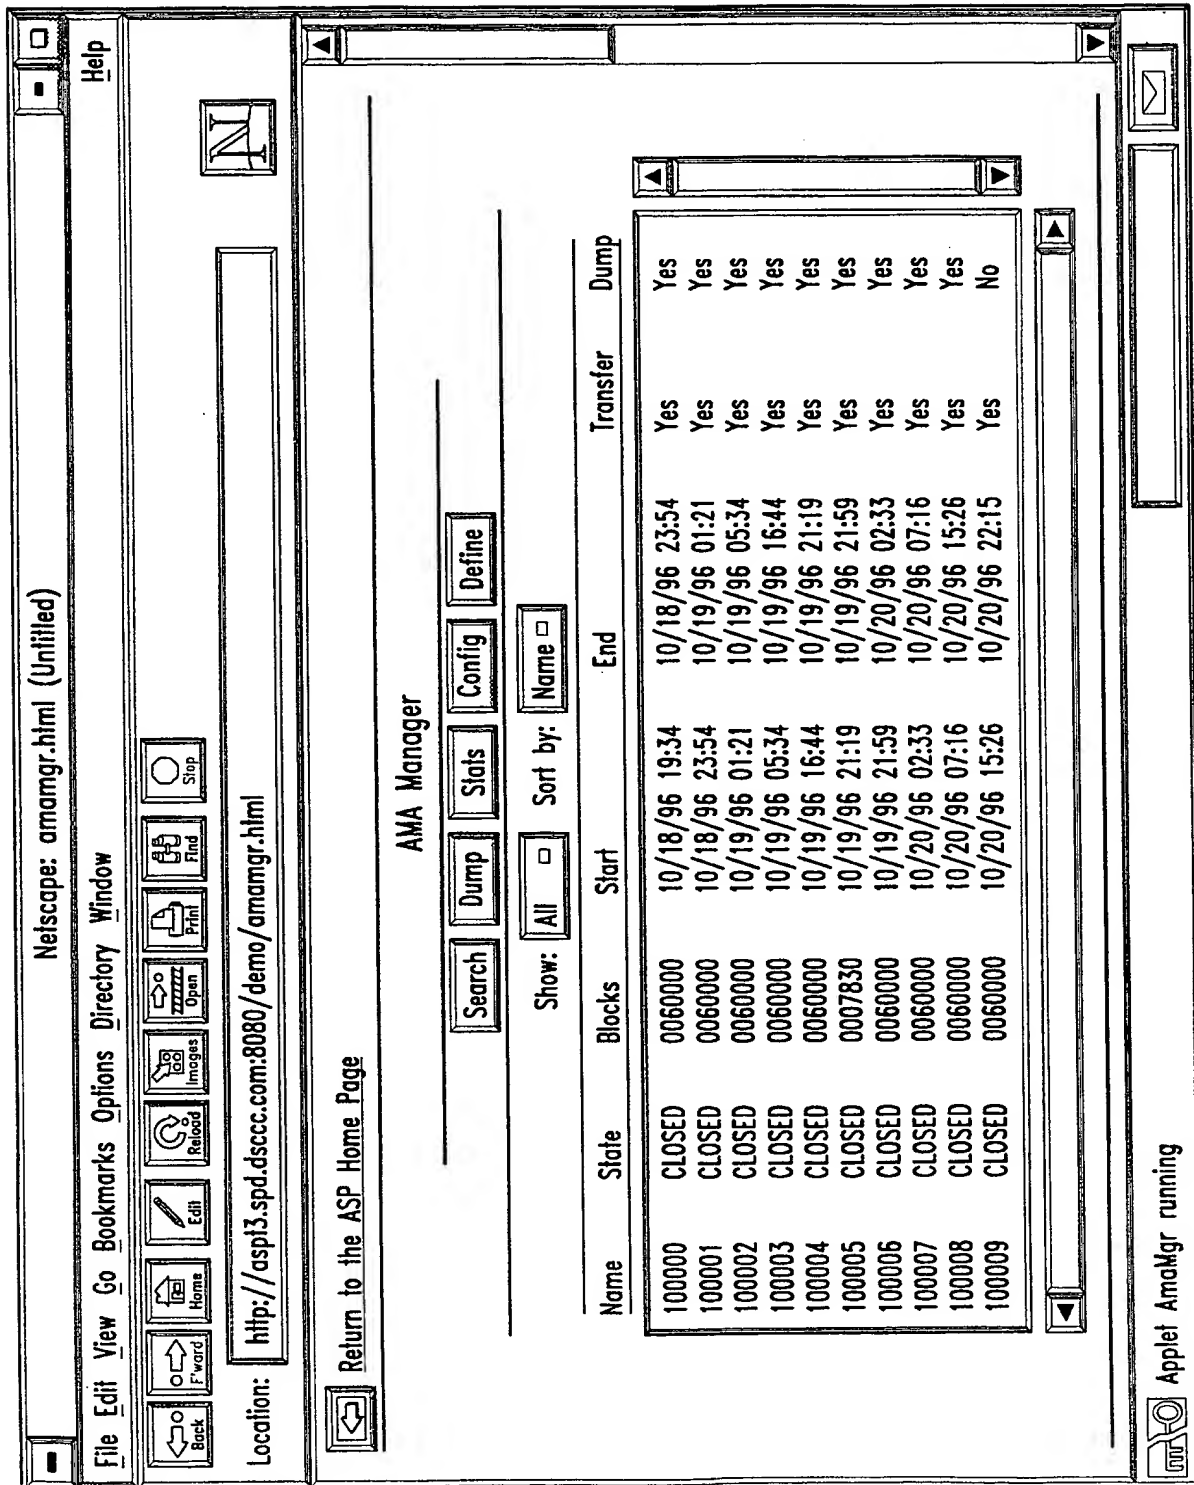 Netscape: amamgr.html (Untitled)
File Edit View Go Bookmarks Options Directory Window Help
Back F'ward Home Edit Reload Images Open Print Find Stop
N
Location: http://aspt3.spd.dsccc.com:8080/demo/amamgr.html
Return to the ASP Home Page
AMA Manager
Search Dump Stats Config Define
Show: All Sort by: Name
Name State Blocks Start End Transfer Dump
100000 CLOSED 0060000 10/18/96 19:34 10/18/96 23:54 Yes Yes
100001 CLOSED 0060000 10/18/96 23:54 10/19/96 01:21 Yes Yes
100002 CLOSED 0060000 10/19/96 01:21 10/19/96 05:34 Yes Yes
100003 CLOSED 0060000 10/19/96 05:34 10/19/96 16:44 Yes Yes
100004 CLOSED 0060000 10/19/96 16:44 10/19/96 21:19 Yes Yes
100005 CLOSED 0007830 10/19/96 21:19 10/19/96 21:59 Yes Yes
100006 CLOSED 0060000 10/19/96 21:59 10/20/96 02:33 Yes Yes
100007 CLOSED 0060000 10/20/96 02:33 10/20/96 07:16 Yes Yes
100008 CLOSED 0060000 10/20/96 07:16 10/20/96 15:26 Yes Yes
100009 CLOSED 0060000 10/20/96 15:26 10/20/96 22:15 Yes No
Applet AmaMgr running